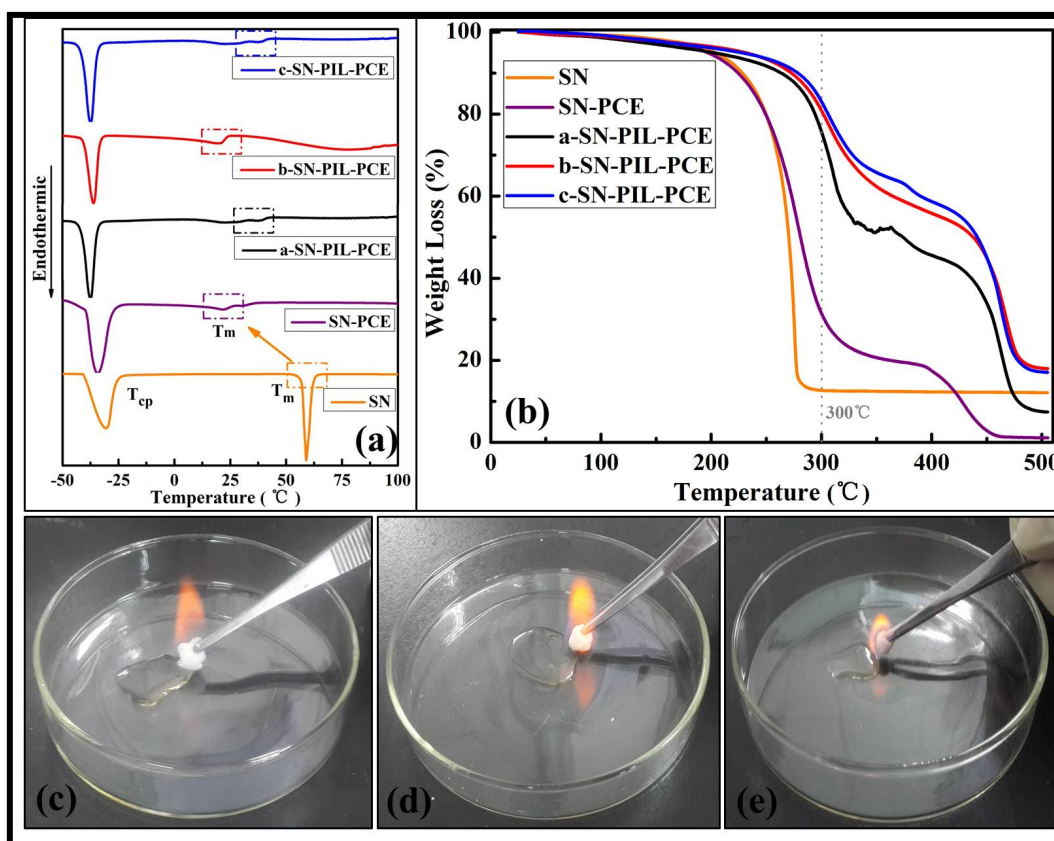 (a)
Endothermic
c-SN-PIL-PCE
b-SN-PIL-PCE
a-SN-PIL-PCE
SN-PCE
Tm
Tcp
Tm
SN
-50 -25 0 25 50 75 100
Temperature ( ℃)
(b)
Weight Loss (%)
100
80
60
40
20
0
SN
SN-PCE
a-SN-PIL-PCE
b-SN-PIL-PCE
c-SN-PIL-PCE
300℃
0 100 200 300 400 500
Temperature (℃)
(c)
(d)
(e)